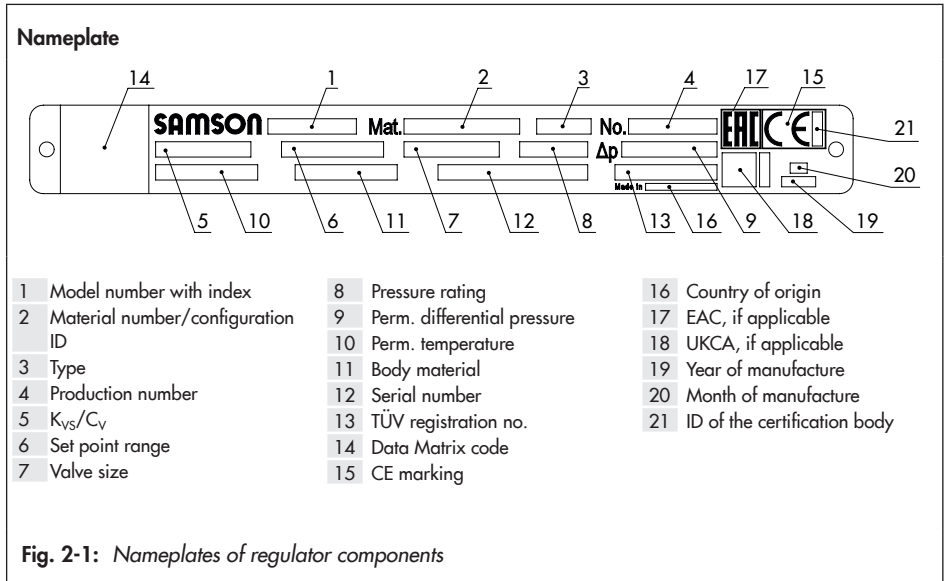 Nameplate
14 1 2 3 4 17 15
SAMSON Mat. No. EAC CE
21
Δp
20
Made in
5 10 6 11 7 12 8 13 16 9 18 19
1 Model number with index
2 Material number/configuration
ID
3 Type
4 Production number
5 KVS/CV
6 Set point range
7 Valve size
8 Pressure rating
9 Perm. differential pressure
10 Perm. temperature
11 Body material
12 Serial number
13 TÜV registration no.
14 Data Matrix code
15 CE marking
16 Country of origin
17 EAC, if applicable
18 UKCA, if applicable
19 Year of manufacture
20 Month of manufacture
21 ID of the certification body
Fig. 2-1: Nameplates of regulator components